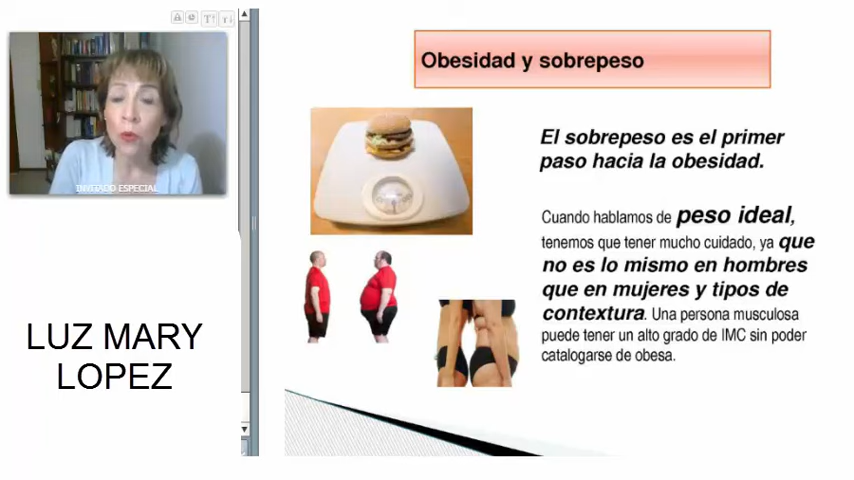 INVITADO ESPECIAL
LUZ MARY
LOPEZ
Obesidad y sobrepeso
El sobrepeso es el primer
paso hacia la obesidad.
Cuando hablamos de peso ideal,
tenemos que tener mucho cuidado, ya que
no es lo mismo en hombres
que en mujeres y tipos de
contextura. Una persona musculosa
puede tener un alto grado de IMC sin poder
catalogarse de obesa.